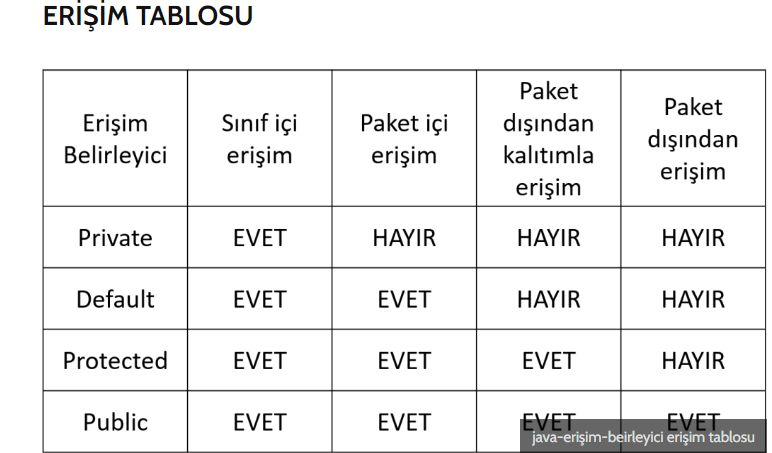 ERİŞİM TABLOSU
Erişim
Belirleyici
Sınıf içi
erişim
Paket içi
erişim
Paket
dışından
kalıtımla
erişim
Paket
dışından
erişim
Private EVET HAYIR HAYIR HAYIR
Default EVET EVET HAYIR HAYIR
Protected EVET EVET EVET HAYIR
Public EVET EVET EVET EVET
java-erişim-beirleyici erişim tablosu